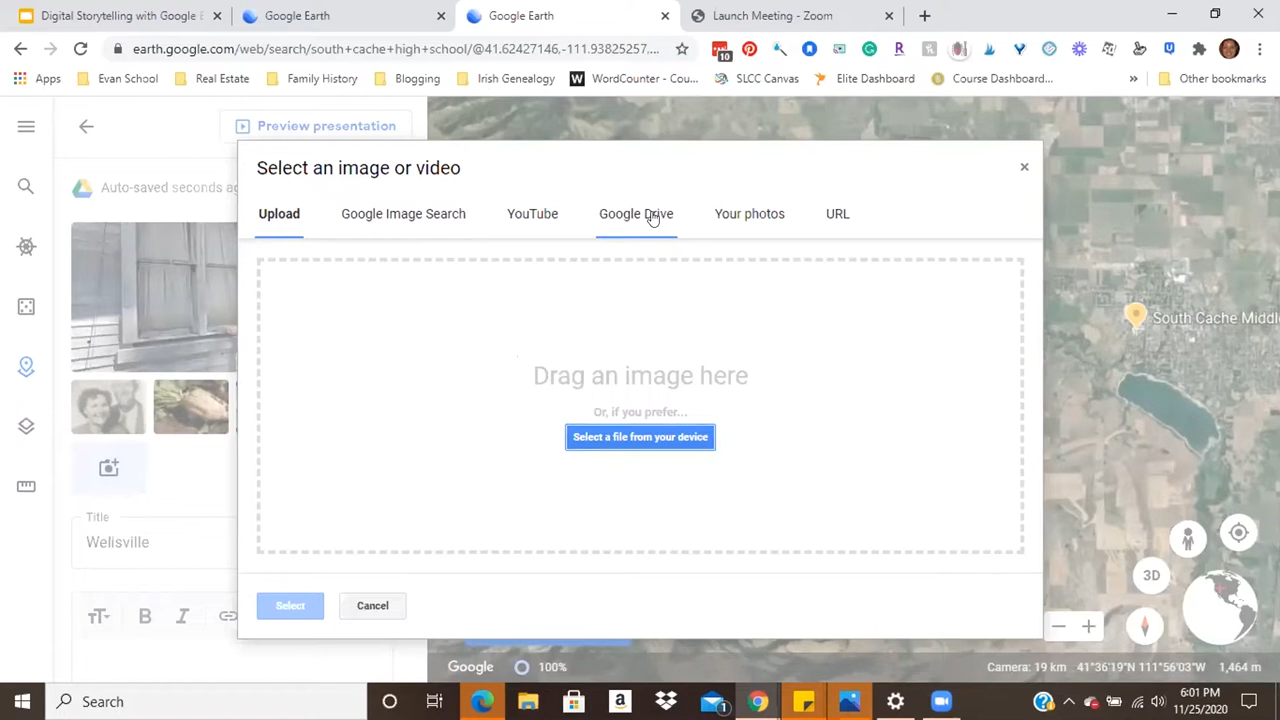 Digital Storytelling with Google E
Google Earth
Google Earth
Launch Meeting - Zoom
earth.google.com/web/search/south+cache+high+school/@41.62427146,-111.93825257,...
10
Apps
Evan School
Real Estate
Family History
Blogging
Irish Genealogy
W
WordCounter - Cou...
SLCC Canvas
Elite Dashboard
Course Dashboard...
Other bookmarks
Preview presentation
Auto-saved seconds ag
Select an image or video
Upload
Google Image Search
YouTube
Google Drive
Your photos
URL
Drag an image here
Or, if you prefer...
Select a file from your device
Select
Cancel
South Cache Middl
Title
Welisville
B
I
3D
Google
100%
Camera: 19 km
41°36'19"N 111°56'03"W
1,464 m
Search
1
6:01 PM
11/25/2020